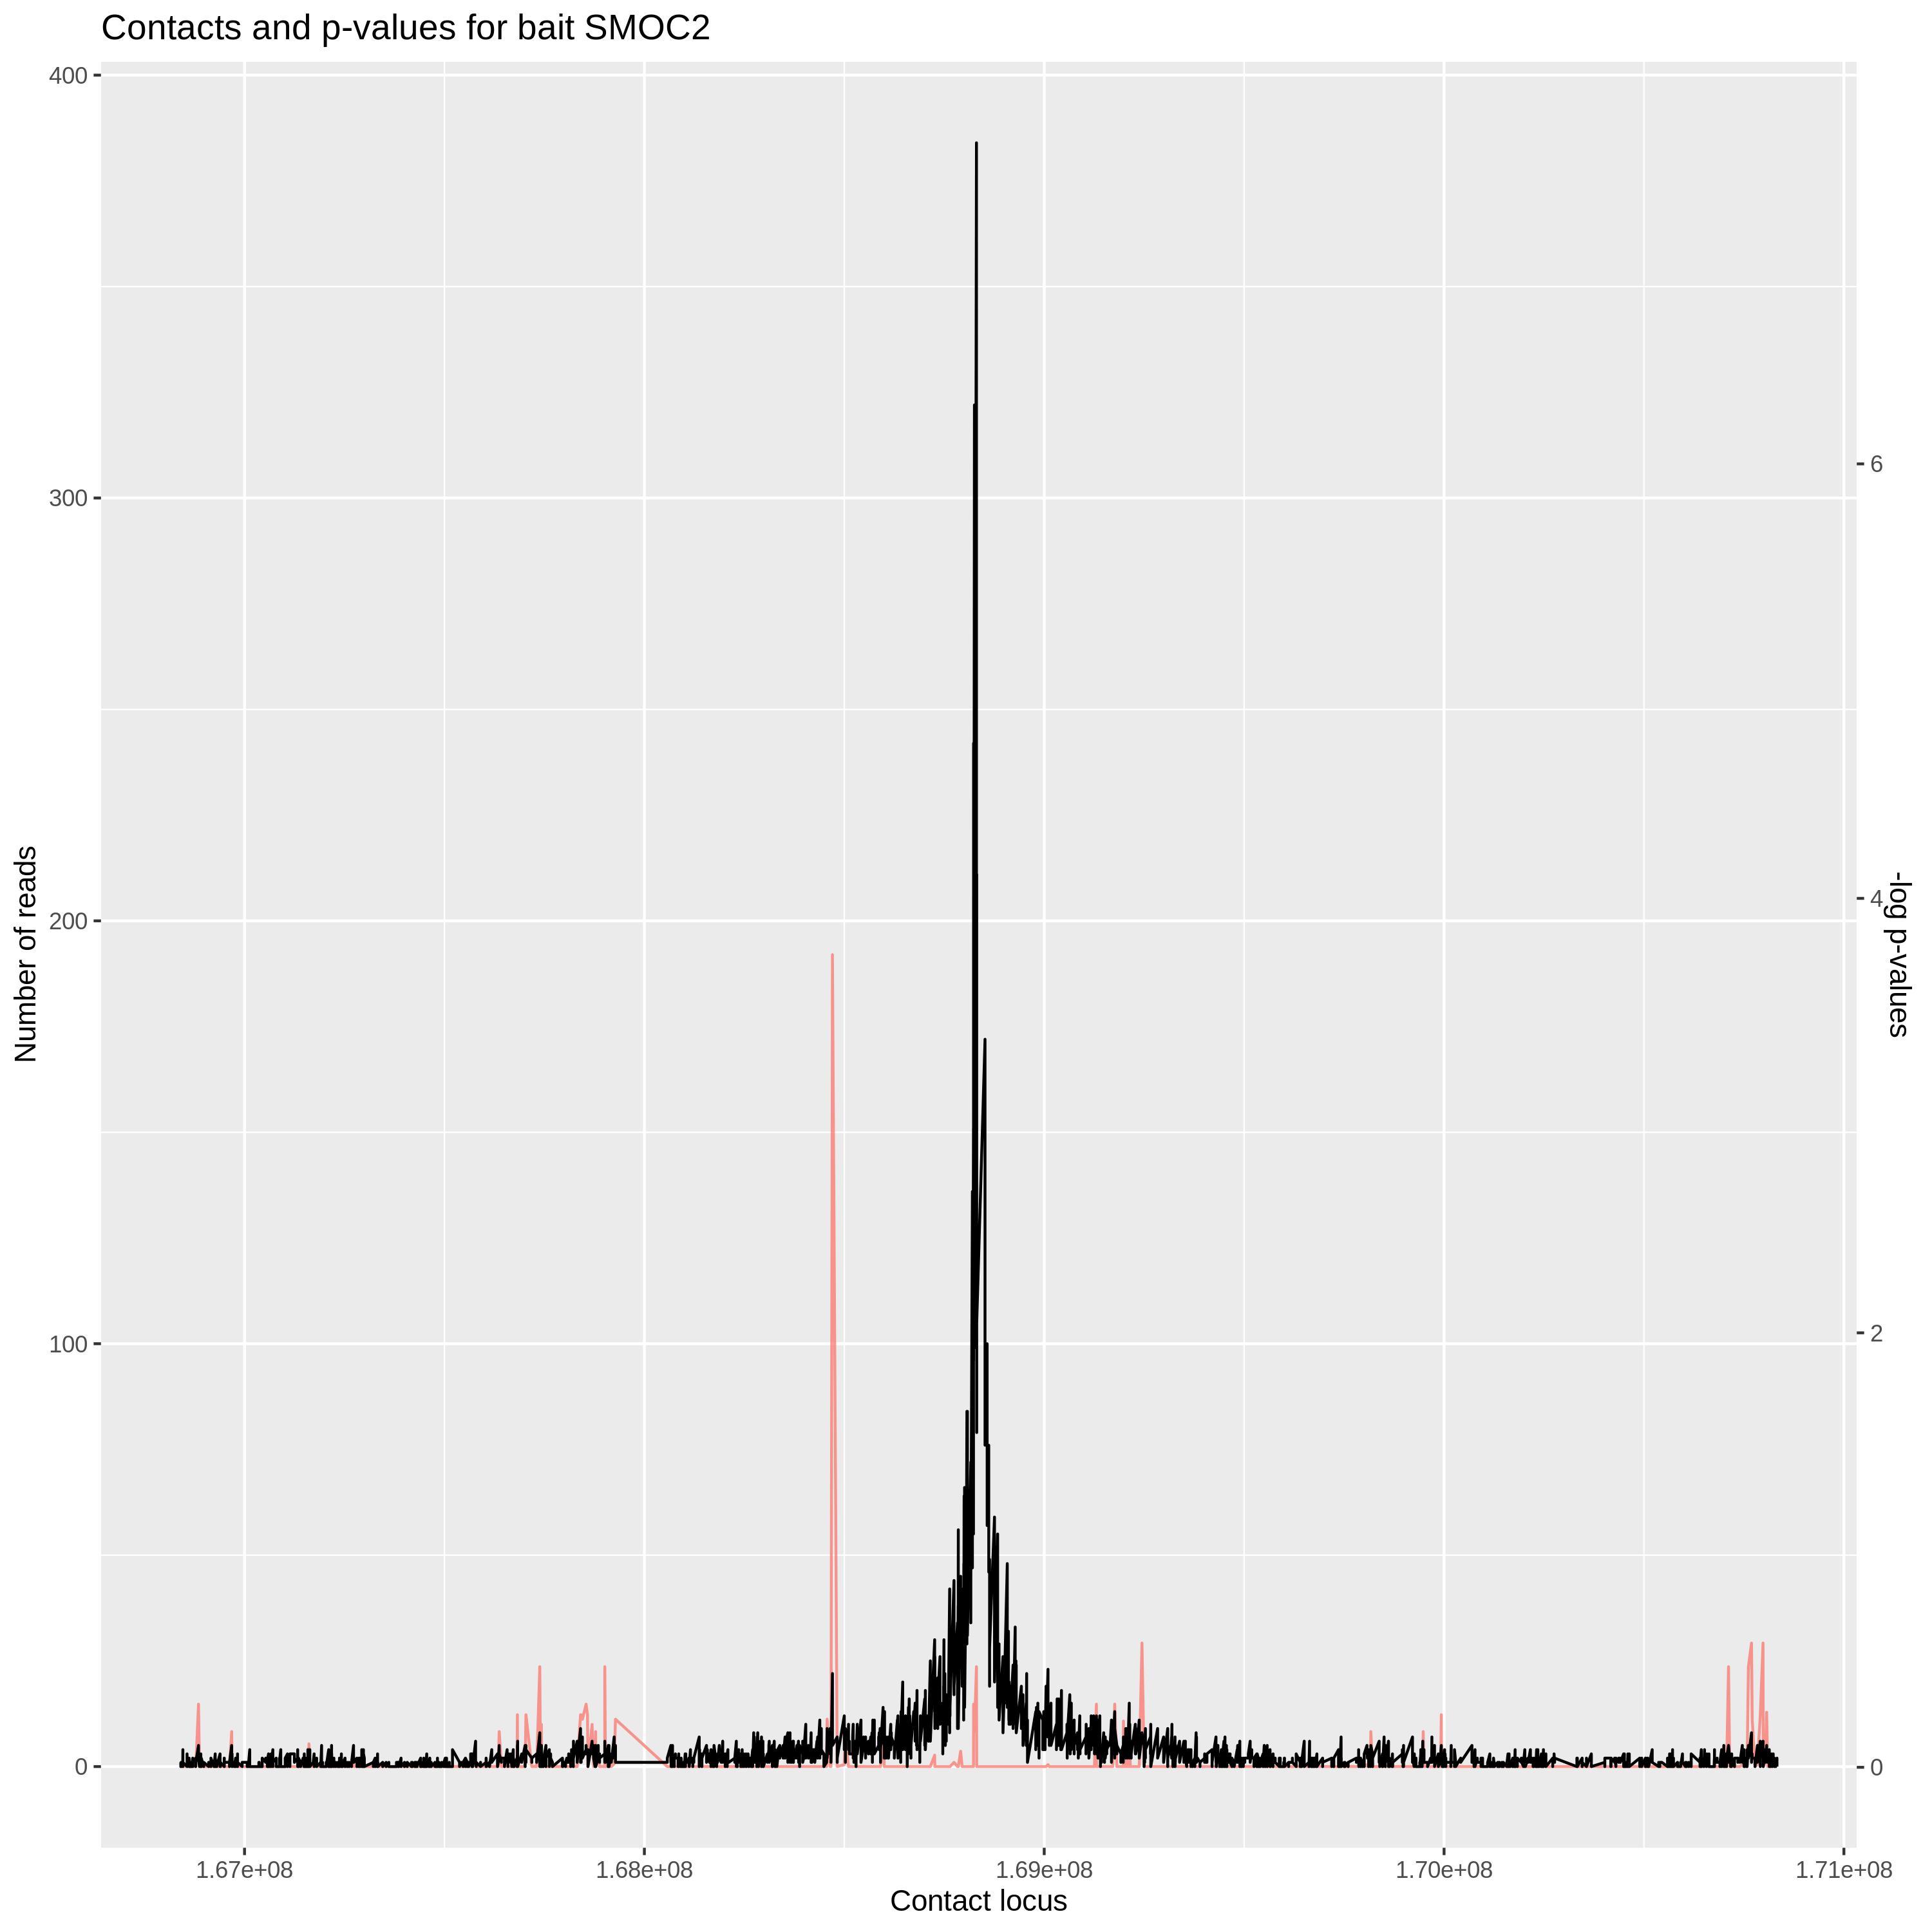 Contacts and p-values for bait SMOC2
400
300
200
100
0
Number of reads
6
4
2
0
-log p-values
1.67e+08
1.68e+08
1.69e+08
1.70e+08
1.71e+08
Contact locus